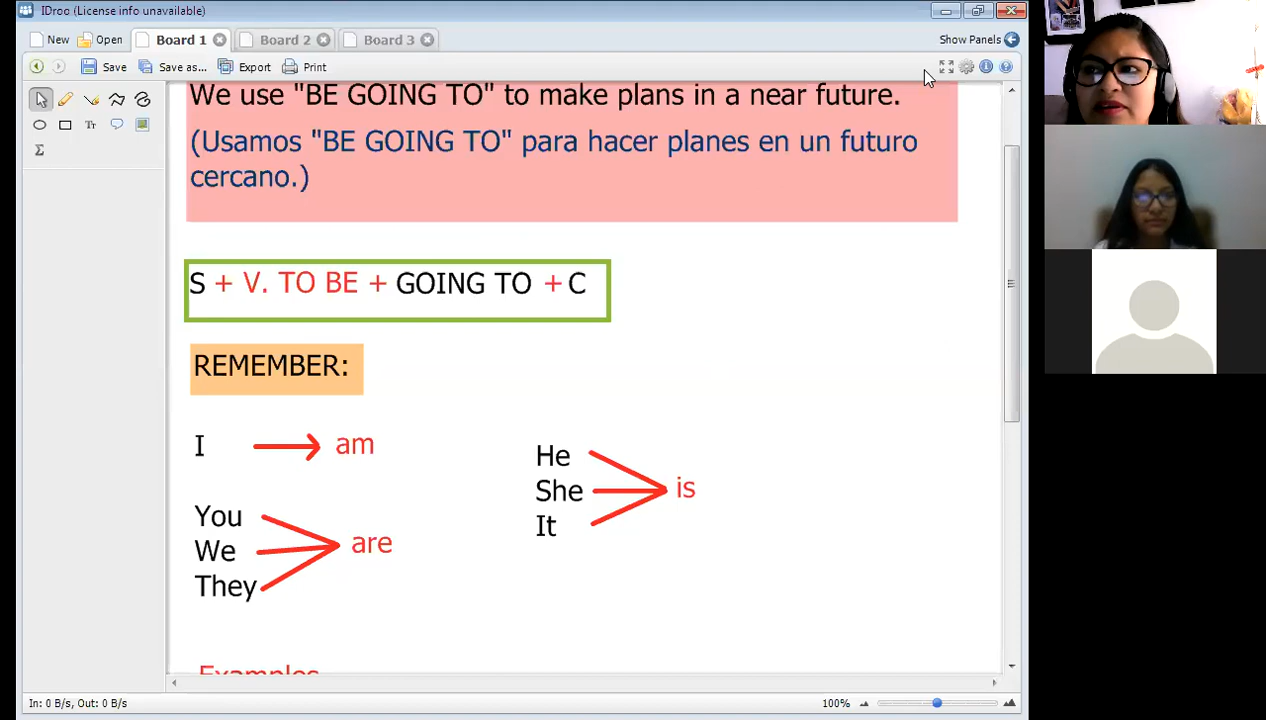 IDroo (License info unavailable)
New Open Board 1 Board 2 Board 3 Show Panels
Save Save as... Export Print
We use "BE GOING TO" to make plans in a near future.
(Usamos "BE GOING TO" para hacer planes en un futuro
cercano.)
S + V. TO BE + GOING TO + C
REMEMBER:
I am
You
We
They
are
He
She
It
is
Examples
In: 0 B/s, Out: 0 B/s 100%